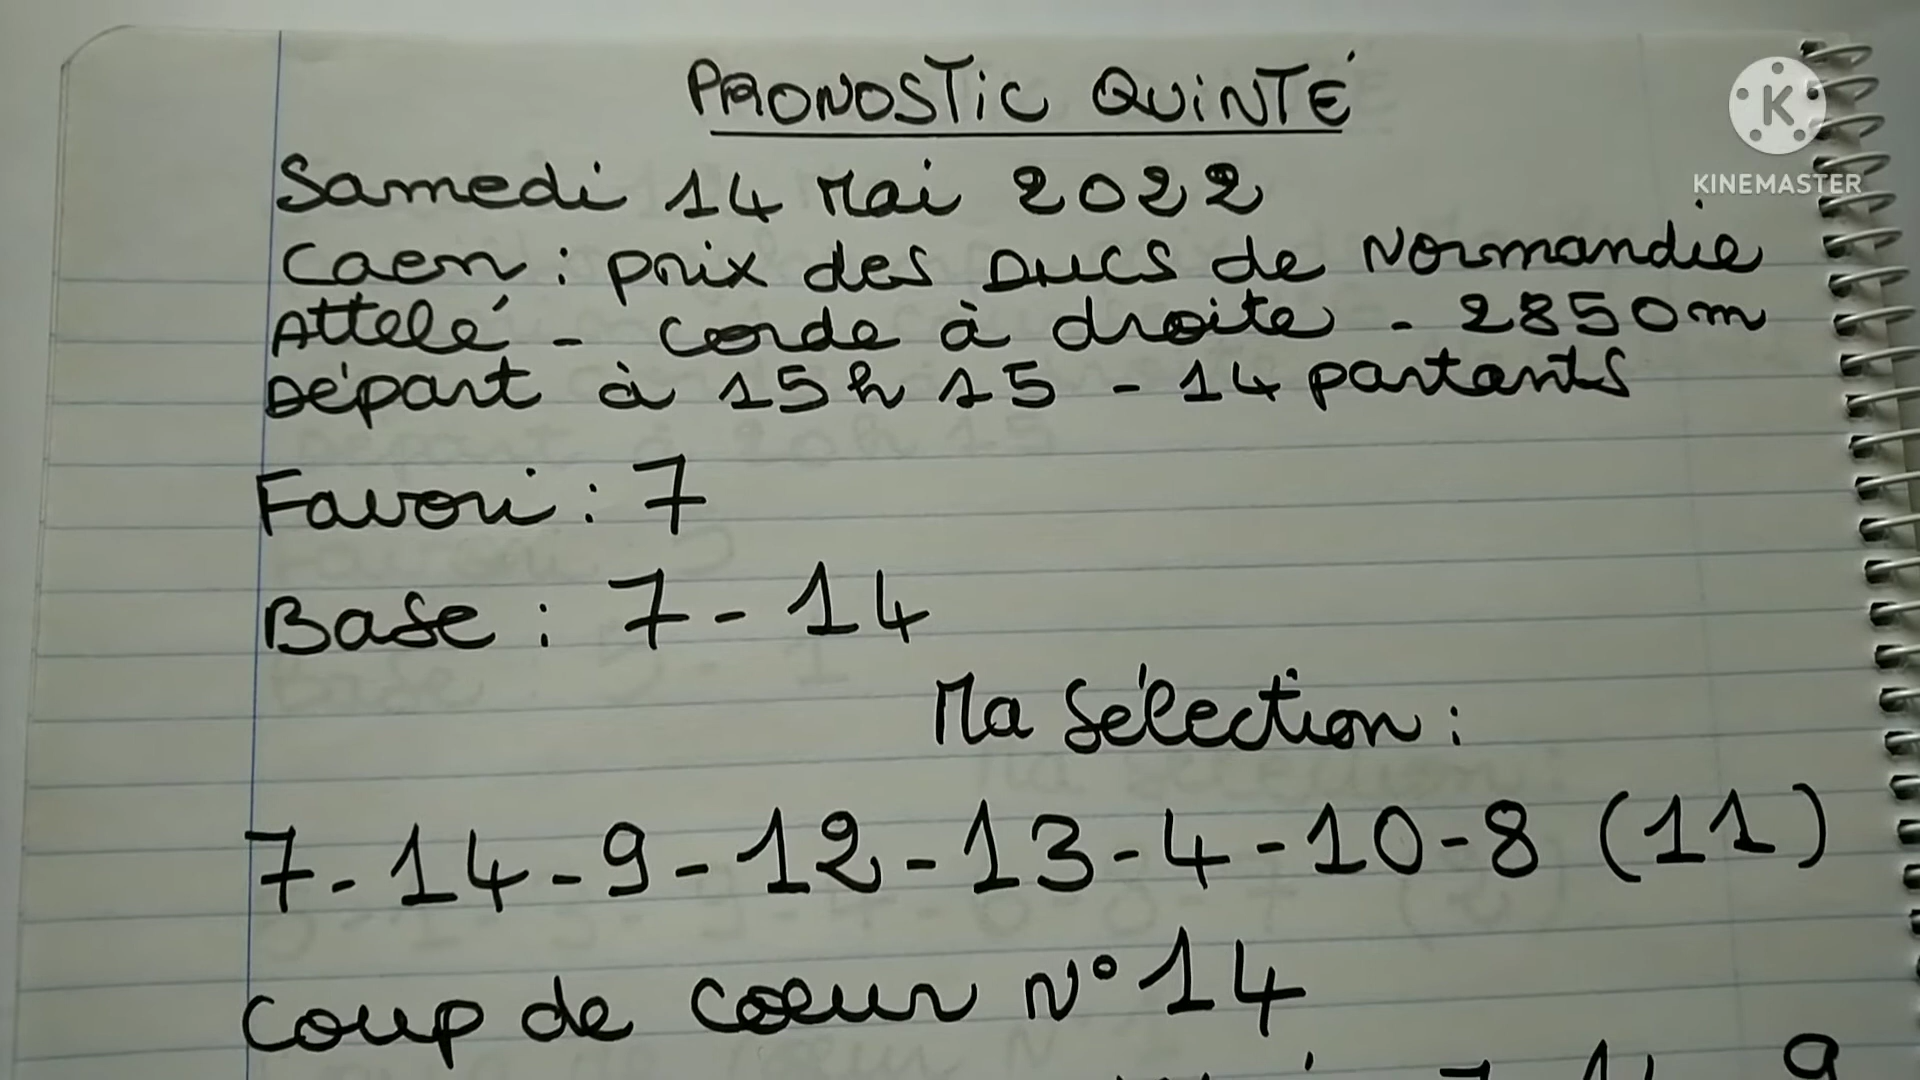 PRONOSTIC QUINTÉ
K
KINEMASTER
Samedi 14 Mai 2022
Caen : prix des Ducs de Normandie
Attelé - corde à droite - 2850m
Départ à 15h15 - 14 partants
Favori : 7
Base : 7 - 14
Ma sélection :
7-14-9-12-13-4-10-8 (11)
Coup de coeur N° 14